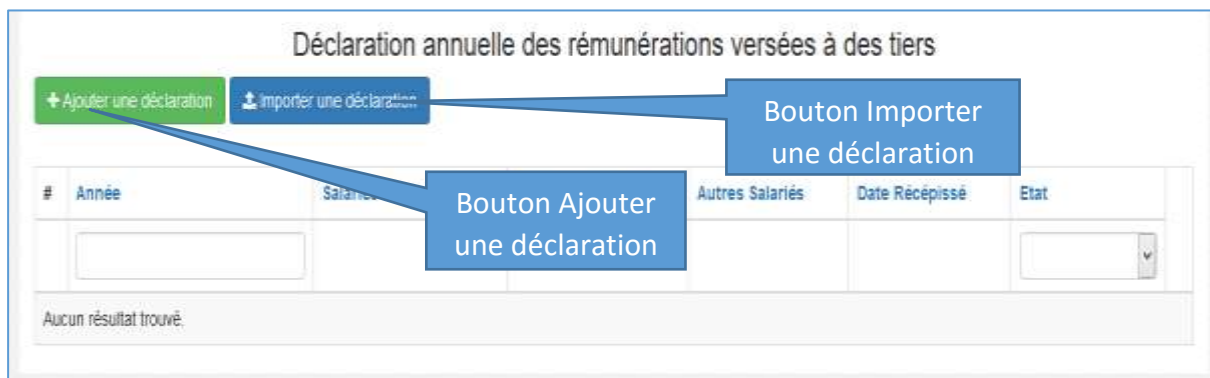 Déclaration annuelle des rémunérations versées à des tiers
Ajouter une déclaration
Importer une déclaration
Bouton Importer
une déclaration
# Année Autres Salariés Date Récépissé Etat
Bouton Ajouter
une déclaration
Aucun résultat trouvé.